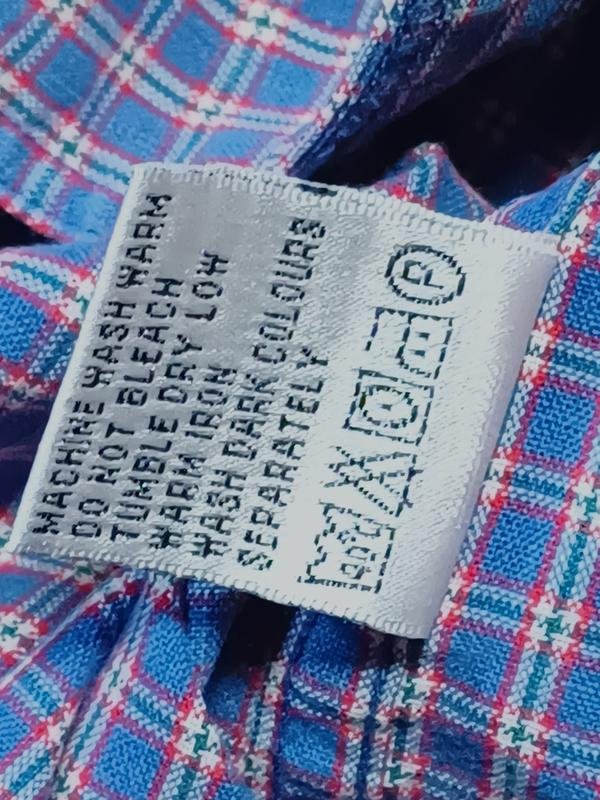 MACHINE WASH WARM
DO NOT BLEACH
TUMBLE DRY LOW
WARM IRON
WASH DARK COLOURS
SEPARATELY
P